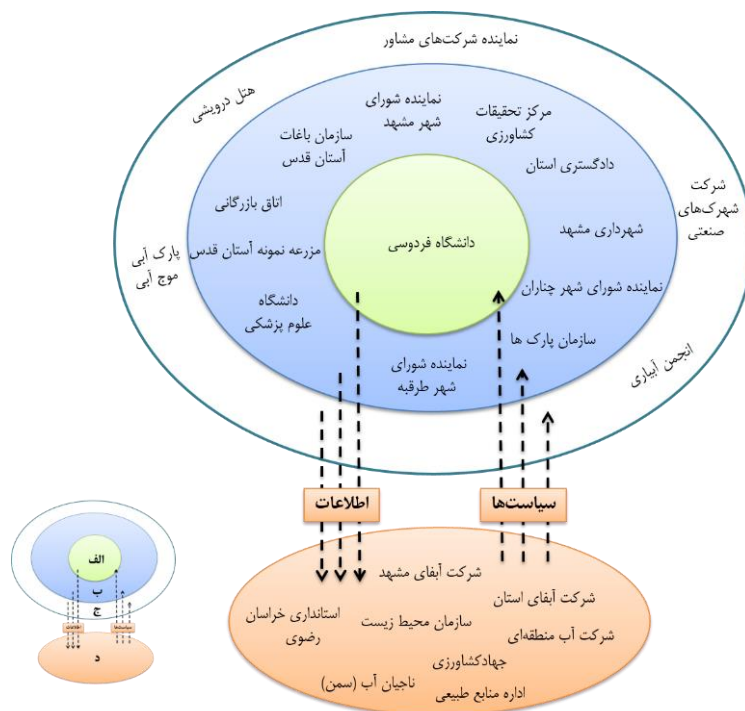 نماینده شرکت‌های مشاور
هتل درویشی
نماینده شورای
شهر مشهد
مرکز تحقیقات
کشاورزی
سازمان باغات
آستان قدس
دادگستری استان
شرکت
شهرک‌های
صنعتی
اتاق بازرگانی
شهرداری مشهد
دانشگاه فردوسی
پارک آبی
موج آبی
مزرعه نمونه آستان قدس
نماینده شورای شهر چناران
دانشگاه
علوم پزشکی
سازمان پارک ها
نماینده شورای
شهر طرقبه
انجمن آبیاری
سیاست‌ها
اطلاعات
شرکت آبفای مشهد
شرکت آبفای استان
استانداری خراسان
رضوی
سازمان محیط زیست
شرکت آب منطقه‌ای
جهادکشاورزی
ناجیان آب (سمن)
اداره منابع طبیعی
الف
ب
ج
سیاست‌ها
اطلاعات
د